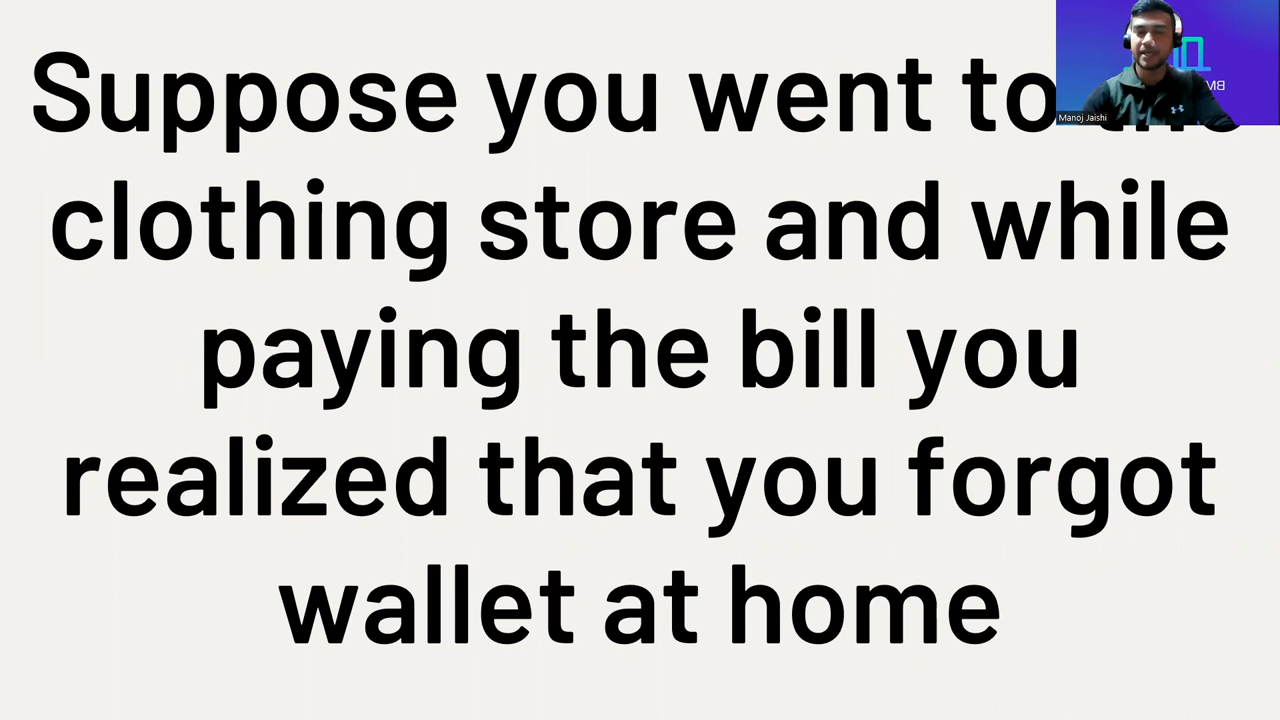 Suppose you went to
clothing store and while
paying the bill you
realized that you forgot
wallet at home
Manoj Jaishi